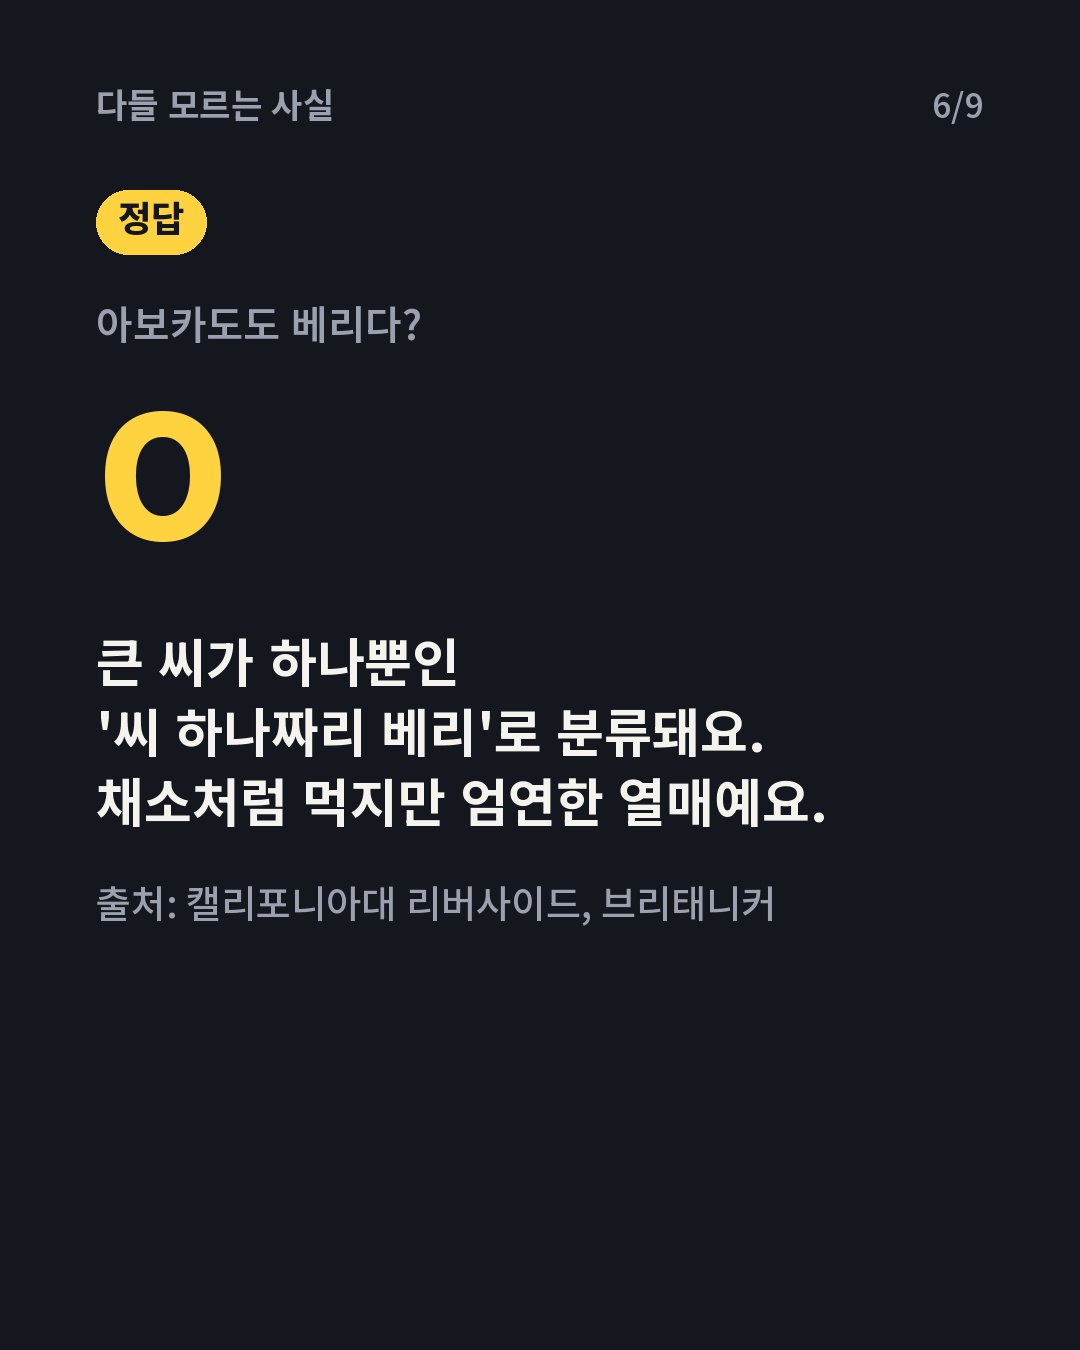 다들 모르는 사실
6/9
정답
아보카도도 베리다?
O
큰 씨가 하나뿐인
'씨 하나짜리 베리'로 분류돼요.
채소처럼 먹지만 엄연한 열매예요.
출처: 캘리포니아대 리버사이드, 브리태니커